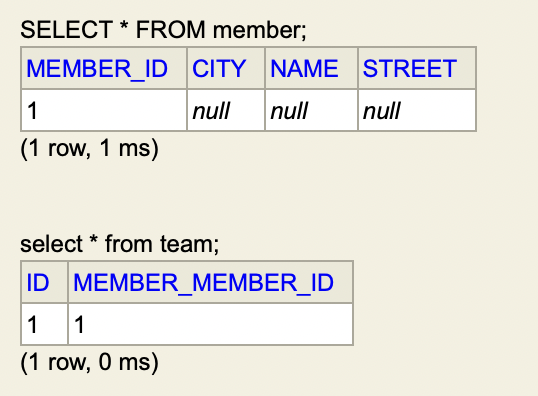 SELECT * FROM member;
MEMBER_ID CITY NAME STREET
1 null null null
(1 row, 1 ms)
select * from team;
ID MEMBER_MEMBER_ID
1 1
(1 row, 0 ms)